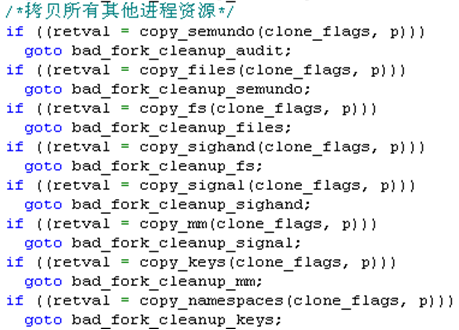 /*拷贝所有其他进程资源*/
if ((retval = copy_semundo(clone_flags, p)))
goto bad_fork_cleanup_audit;
if ((retval = copy_files(clone_flags, p)))
goto bad_fork_cleanup_semundo;
if ((retval = copy_fs(clone_flags, p)))
goto bad_fork_cleanup_files;
if ((retval = copy_sighand(clone_flags, p)))
goto bad_fork_cleanup_fs;
if ((retval = copy_signal(clone_flags, p)))
goto bad_fork_cleanup_sighand;
if ((retval = copy_mm(clone_flags, p)))
goto bad_fork_cleanup_signal;
if ((retval = copy_keys(clone_flags, p)))
goto bad_fork_cleanup_mm;
if ((retval = copy_namespaces(clone_flags, p)))
goto bad_fork_cleanup_keys;